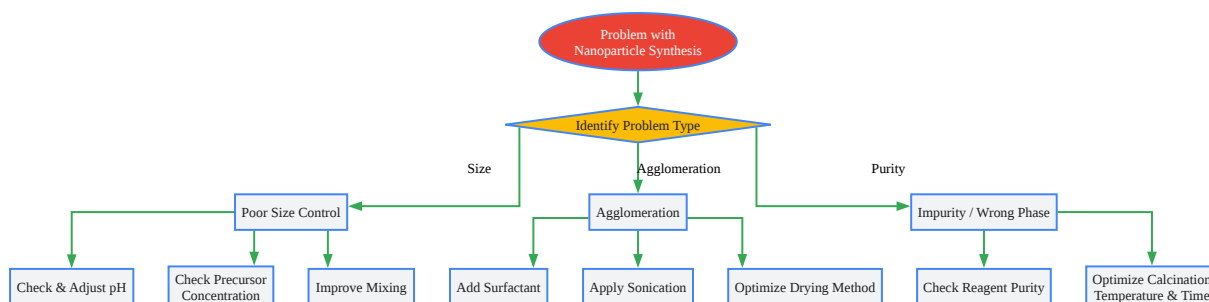 Problem with
Nanoparticle Synthesis
Identify Problem Type
Size
Agglomeration
Purity
Poor Size Control
Agglomeration
Impurity / Wrong Phase
Check & Adjust pH
Check Precursor
Concentration
Improve Mixing
Add Surfactant
Apply Sonication
Optimize Drying Method
Check Reagent Purity
Optimize Calcination
Temperature & Time